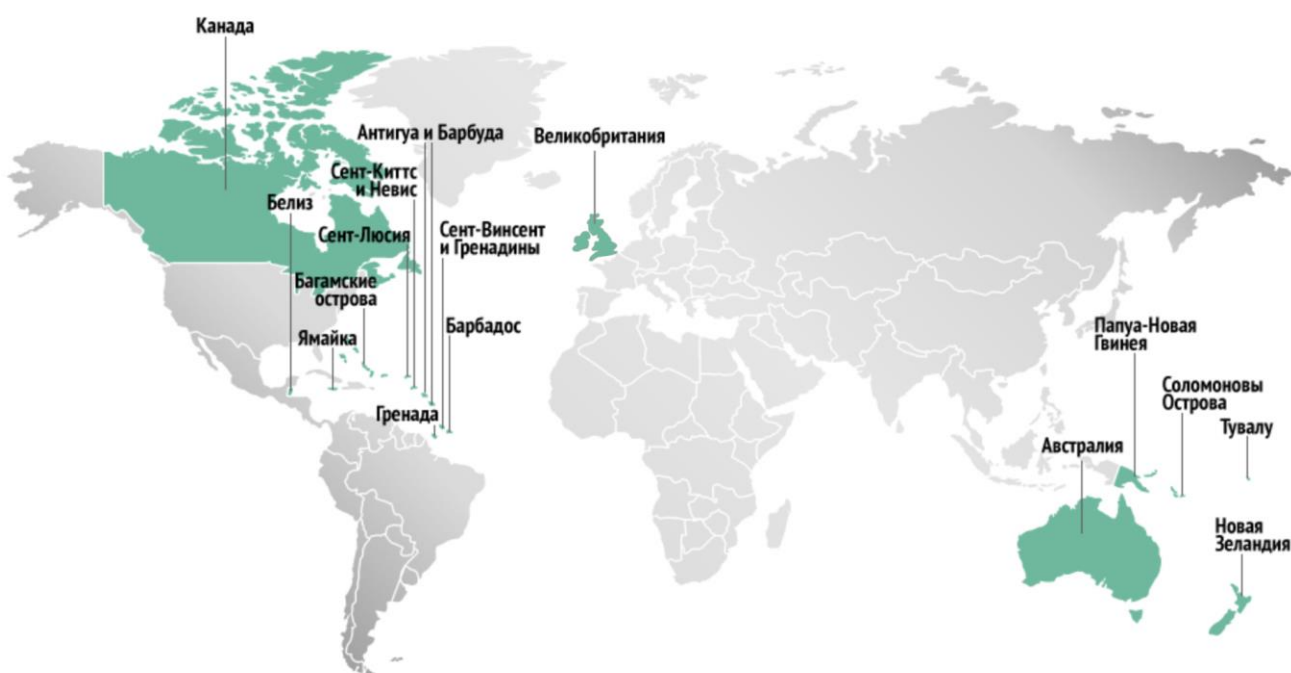 Канада
Антигуа и Барбуда
Великобритания
Сент-Киттс
и Невис
Белиз
Сент-Люсия
Сент-Винсент
и Гренадины
Багамские
острова
Ямайка
Барбадос
Гренада
Папуа-Новая
Гвинея
Соломоновы
Острова
Тувалу
Австралия
Новая
Зеландия